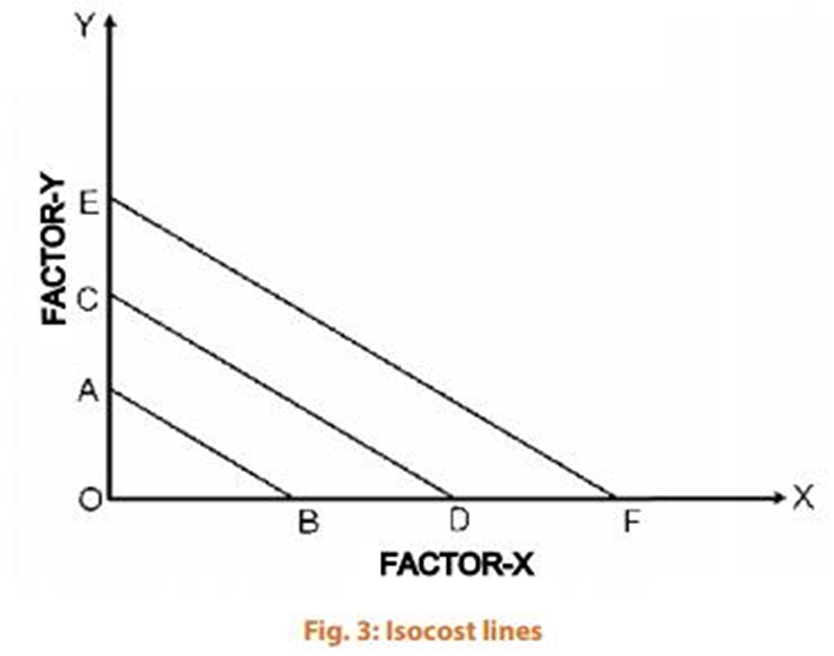 Y
FACTOR-Y
E
C
A
O
B
D
F
X
FACTOR-X
Fig. 3: Isocost lines